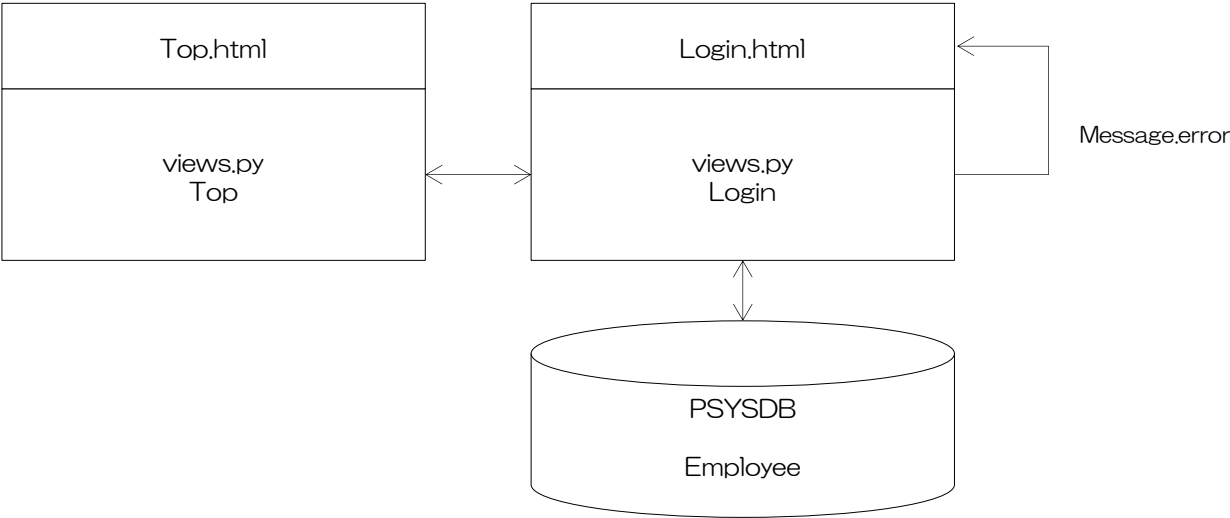 Top.html
Login.html
Message.error
views.py
Top
views.py
Login
PSYSDB
Employee